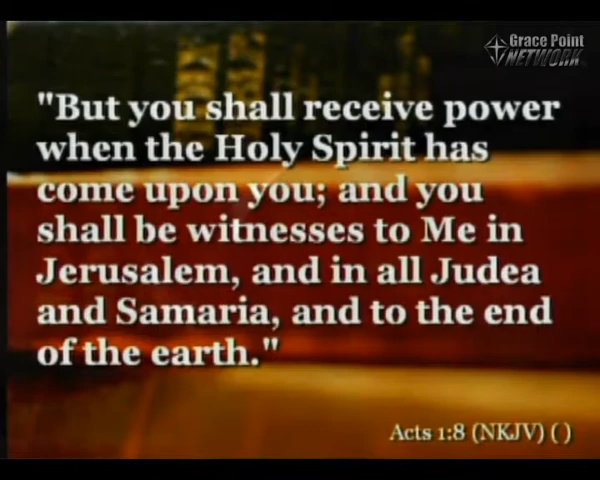 Grace Point
NETWORK
"But you shall receive power
when the Holy Spirit has
come upon you; and you
shall be witnesses to Me in
Jerusalem, and in all Judea
and Samaria, and to the end
of the earth."
Acts 1:8 (NKJV) ( )